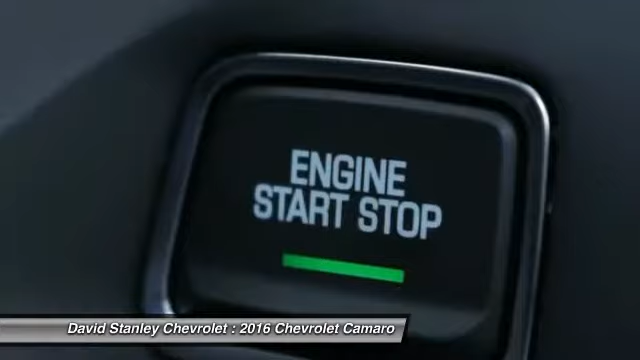 ENGINE
START STOP
David Stanley Chevrolet : 2016 Chevrolet Camaro